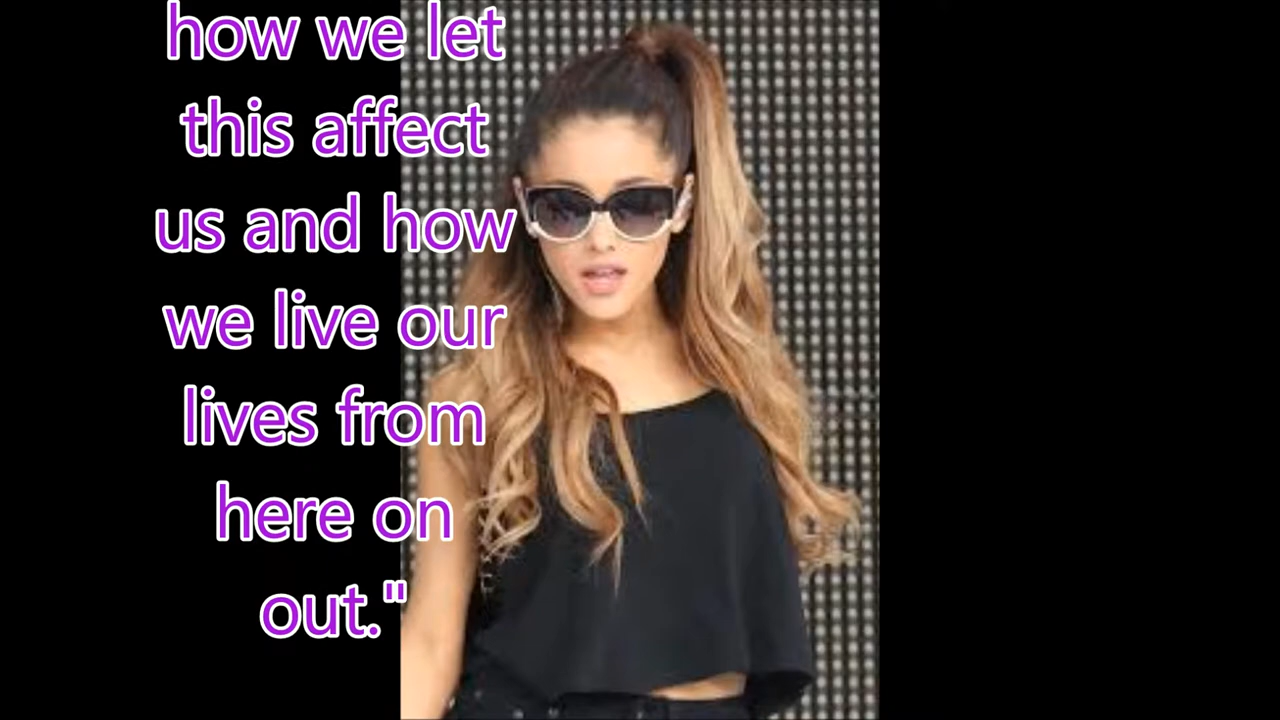 how we let
this affect
us and how
we live our
lives from
here on
out."